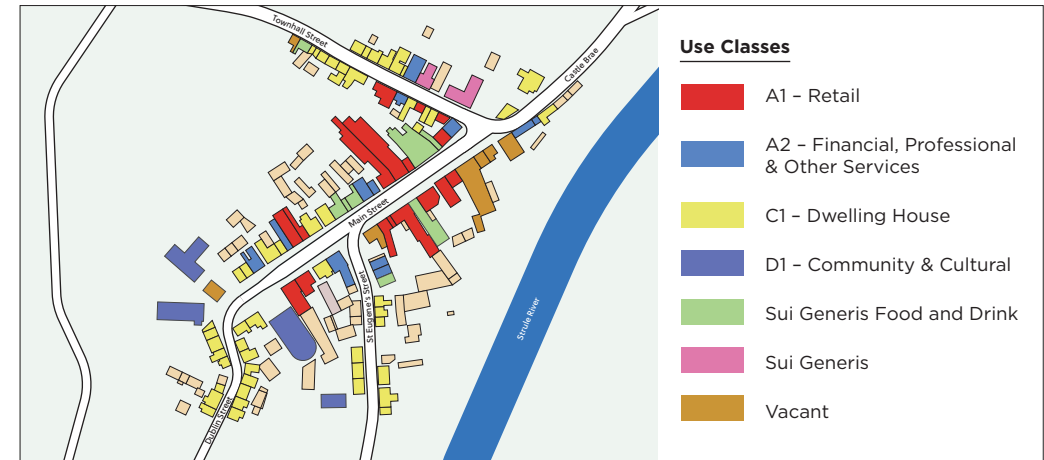 Townhall Street
Castle Brae
Main Street
St Eugene's Street
Dublin Street
Strule River
Use Classes
A1 – Retail
A2 – Financial, Professional
& Other Services
C1 – Dwelling House
D1 – Community & Cultural
Sui Generis Food and Drink
Sui Generis
Vacant